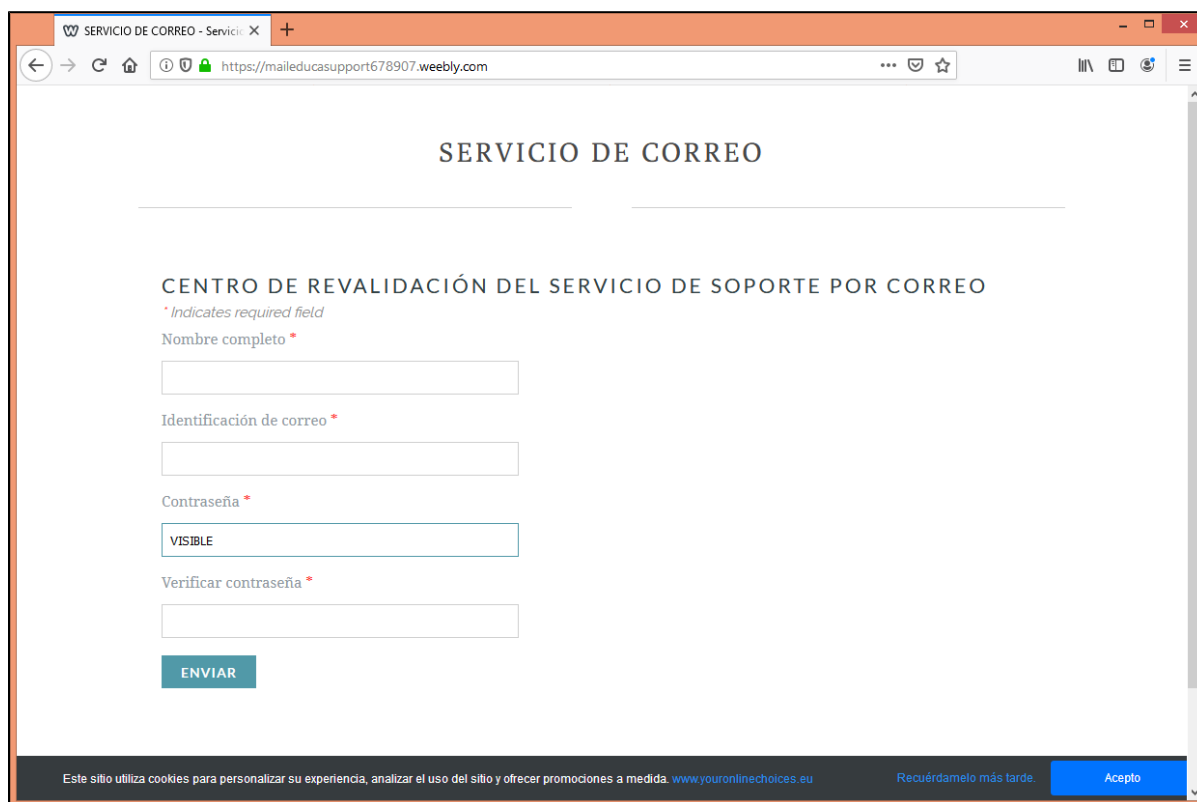 SERVICIO DE CORREO - Servici
https://maileducasupport678907.weebly.com
SERVICIO DE CORREO
CENTRO DE REVALIDACIÓN DEL SERVICIO DE SOPORTE POR CORREO
* Indicates required field
Nombre completo *
Identificación de correo *
Contraseña *
VISIBLE
Verificar contraseña *
ENVIAR
Este sitio utiliza cookies para personalizar su experiencia, analizar el uso del sitio y ofrecer promociones a medida. www.youronlinechoices.eu Recuérdamelo más tarde. Acepto